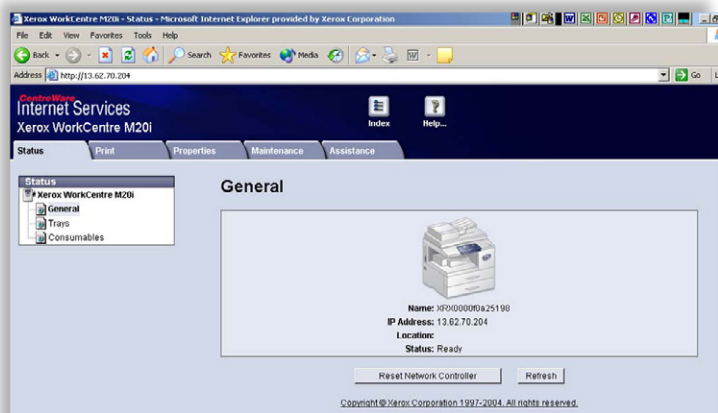 Xerox WorkCentre M20i - Status - Microsoft Internet Explorer provided by Xerox Corporation
File Edit View Favorites Tools Help
Back Search Favorites Media
Address http://13.62.70.204 Go
CentreWare
Internet Services
Xerox WorkCentre M20i
Index Help...
Status Print Properties Maintenance Assistance
Status
Xerox WorkCentre M20i
General
Trays
Consumables
General
Name: XRX0000f0a25198
IP Address: 13.62.70.204
Location:
Status: Ready
Reset Network Controller Refresh
Copyright © Xerox Corporation 1997-2004. All rights reserved.